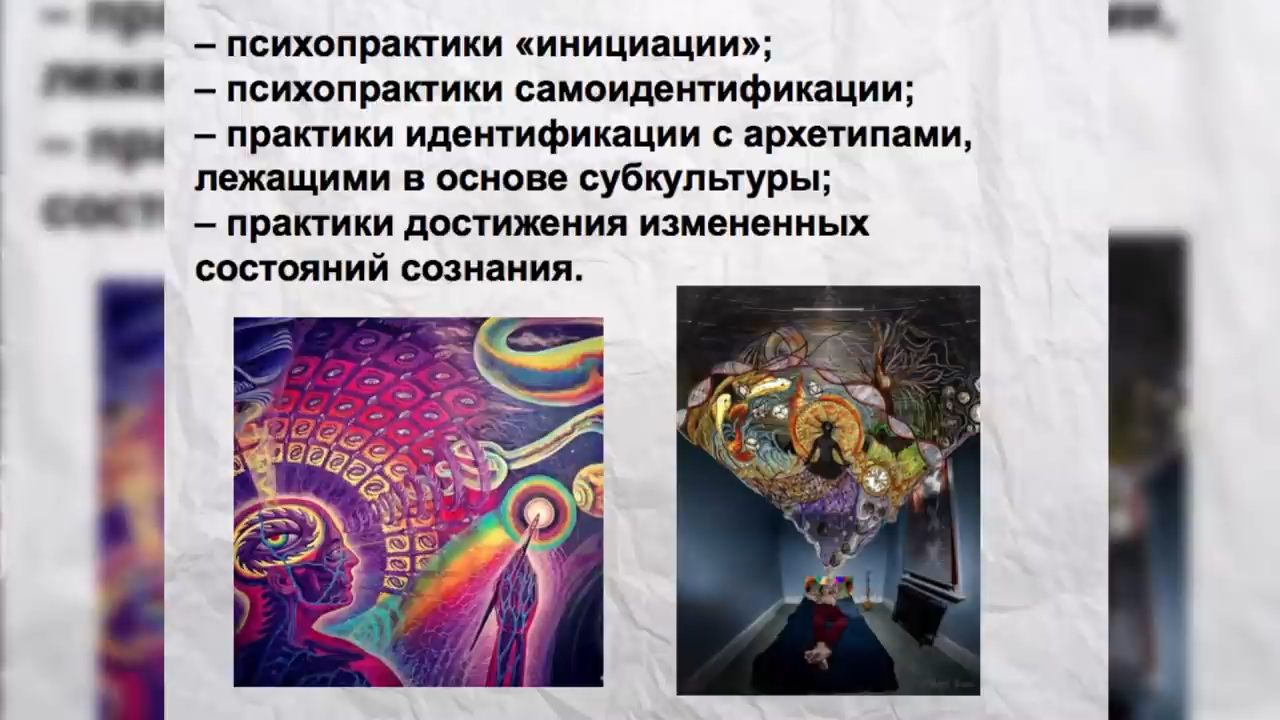 – психопрактики «инициации»;
– психопрактики самоидентификации;
– практики идентификации с архетипами,
лежащими в основе субкультуры;
– практики достижения измененных
состояний сознания.